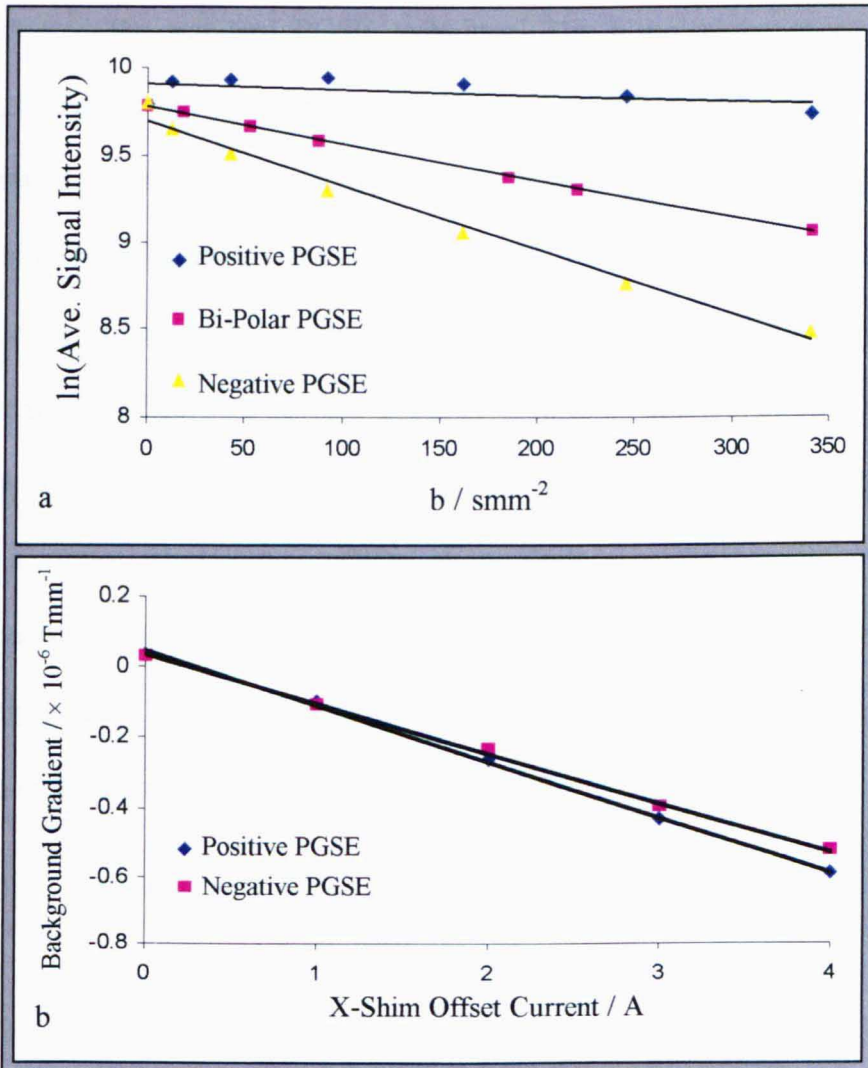 10
9.5
9
8.5
8
ln(Ave. Signal Intensity)
Positive PGSE
Bi-Polar PGSE
Negative PGSE
0 50 100 150 200 250 300 350
b / smm⁻²
a
0.2
0
-0.2
-0.4
-0.6
-0.8
Background Gradient / × 10⁻⁶ Tmm⁻¹
Positive PGSE
Negative PGSE
0 1 2 3 4
X-Shim Offset Current / A
b